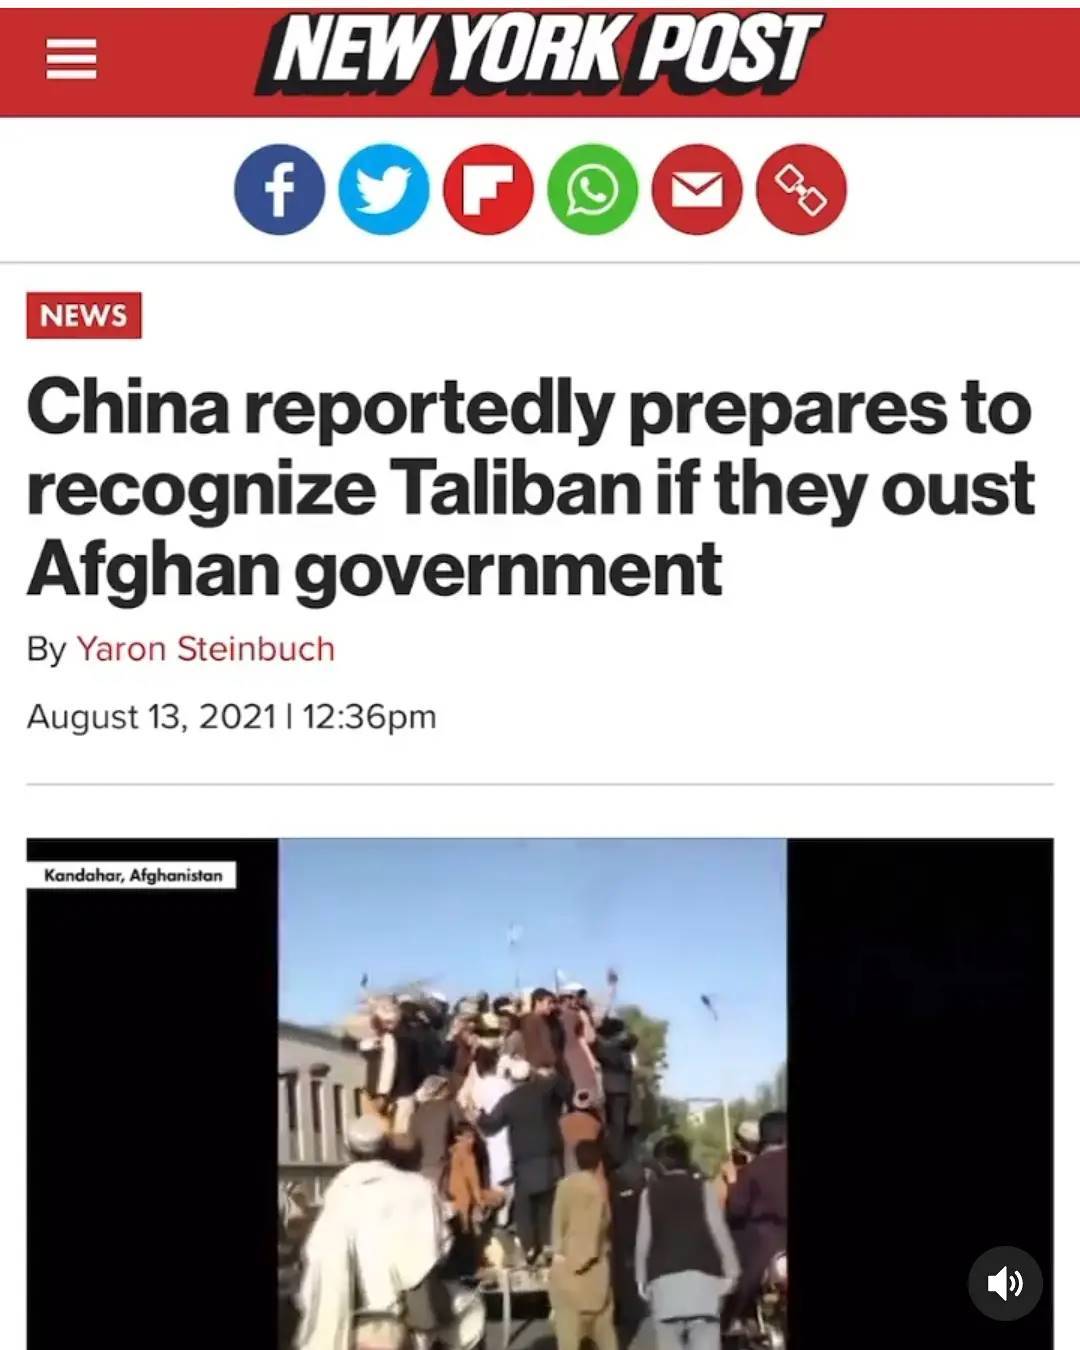 NEW YORK POST
NEWS
China reportedly prepares to
recognize Taliban if they oust
Afghan government
By Yaron Steinbuch
August 13, 2021 | 12:36pm
Kandahar, Afghanistan